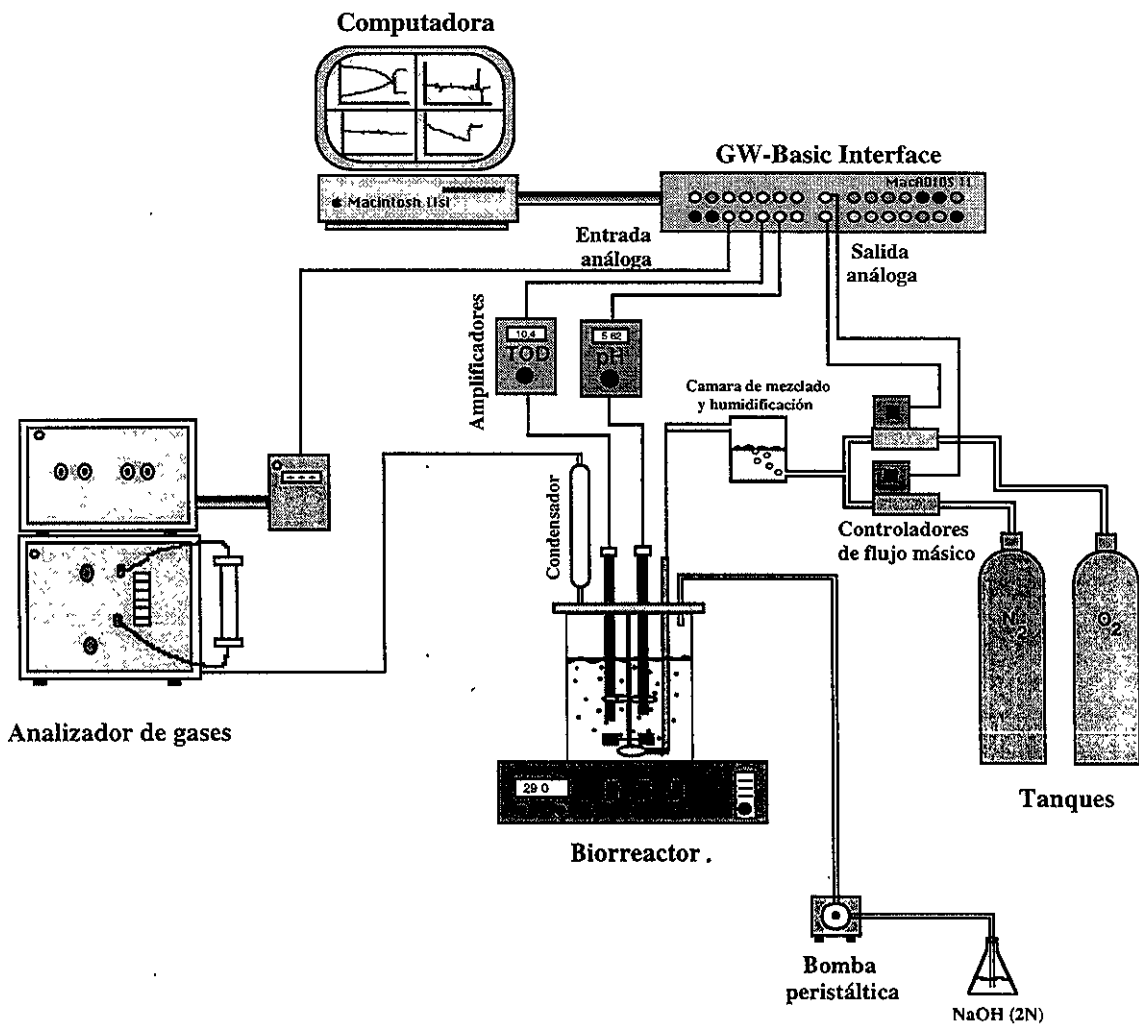 Computadora
GW-Basic Interface
MacADIOS II
Macintosh IIsi
Entrada
análoga
Salida
análoga
Amplificadores
10.4
TOD
5 62
pH
Camara de mezclado
y humidificación
Condensador
Controladores
de flujo másico
N2
O2
Analizador de gases
29 0
Tanques
Biorreactor .
Bomba
peristáltica
NaOH (2N)